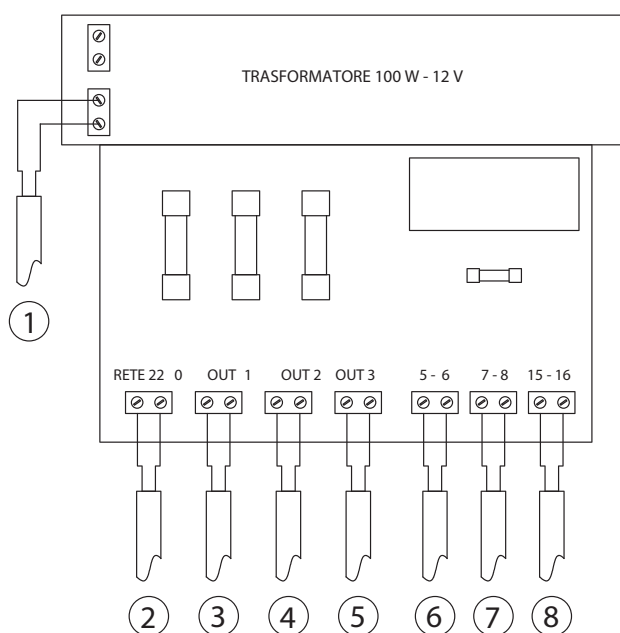 TRASFORMATORE 100 W - 12 V
1
RETE 22 0 OUT 1 OUT 2 OUT 3 5 - 6 7 - 8 15 - 16
2 3 4 5 6 7 8